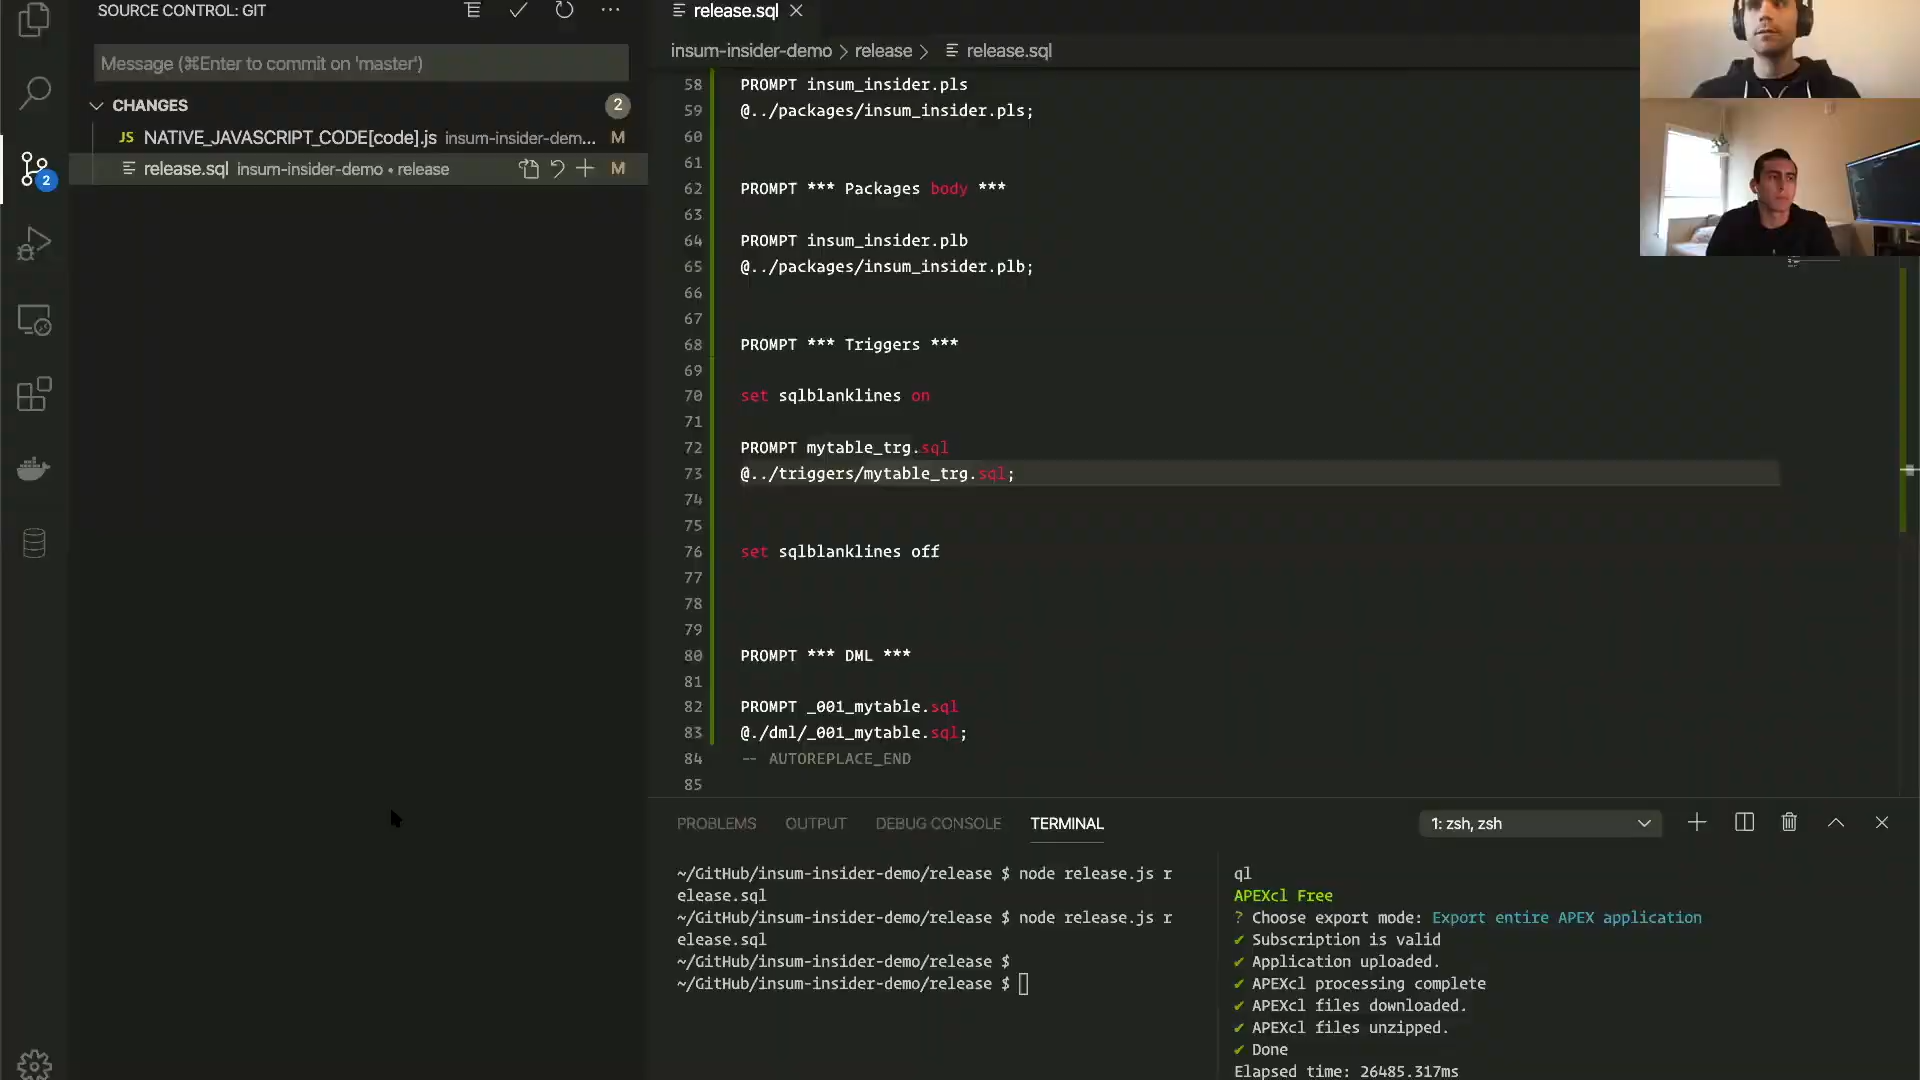 SOURCE CONTROL: GIT
Message (⌘Enter to commit on 'master')
CHANGES
2
JS NATIVE_JAVASCRIPT_CODE[code].js insum-insider-dem... M
release.sql insum-insider-demo • release M
2
release.sql
insum-insider-demo > release > release.sql
58 PROMPT insum_insider.pls
59 @../packages/insum_insider.pls;
60
61
62 PROMPT *** Packages body ***
63
64 PROMPT insum_insider.plb
65 @../packages/insum_insider.plb;
66
67
68 PROMPT *** Triggers ***
69
70 set sqlblanklines on
71
72 PROMPT mytable_trg.sql
73 @../triggers/mytable_trg.sql;
74
75
76 set sqlblanklines off
77
78
79
80 PROMPT *** DML ***
81
82 PROMPT _001_mytable.sql
83 @./dml/_001_mytable.sql;
84 -- AUTOREPLACE_END
85
PROBLEMS OUTPUT DEBUG CONSOLE TERMINAL
1: zsh, zsh
~/GitHub/insum-insider-demo/release $ node release.js r
elease.sql
~/GitHub/insum-insider-demo/release $ node release.js r
elease.sql
~/GitHub/insum-insider-demo/release $
~/GitHub/insum-insider-demo/release $
ql
APEXcl Free
? Choose export mode: Export entire APEX application
✔ Subscription is valid
✔ Application uploaded.
✔ APEXcl processing complete
✔ APEXcl files downloaded.
✔ APEXcl files unzipped.
✔ Done
Elapsed time: 26485.317ms